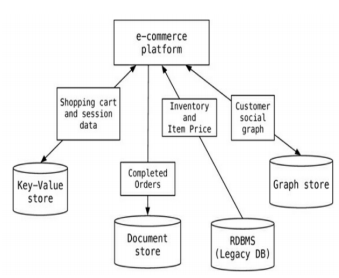 e-commerce
platform
Shopping cart
and session
data
Inventory
and
Item Price
Customer
social
graph
Completed
Orders
Key-Value
store
Document
store
RDBMS
(Legacy DB)
Graph store